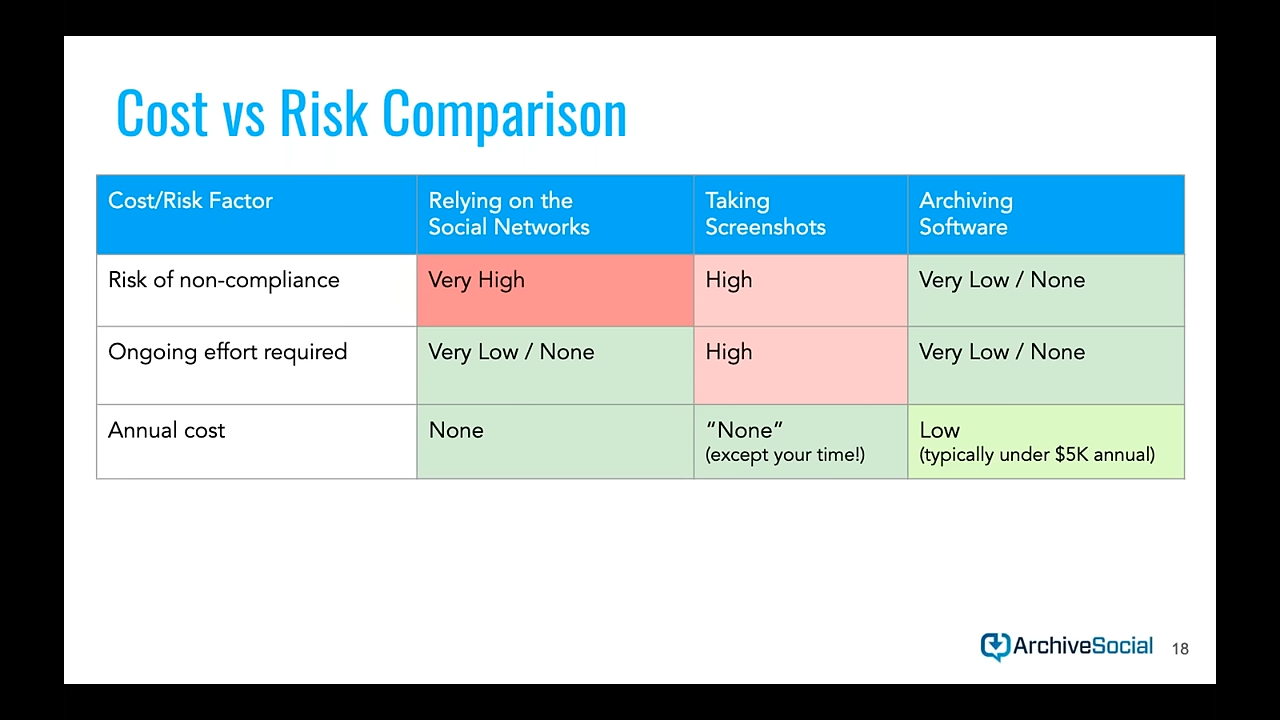 Cost vs Risk Comparison
Cost/Risk Factor
Relying on the
Social Networks
Taking
Screenshots
Archiving
Software
Risk of non-compliance
Very High
High
Very Low / None
Ongoing effort required
Very Low / None
High
Very Low / None
Annual cost
None
“None”
(except your time!)
Low
(typically under $5K annual)
ArchiveSocial
18